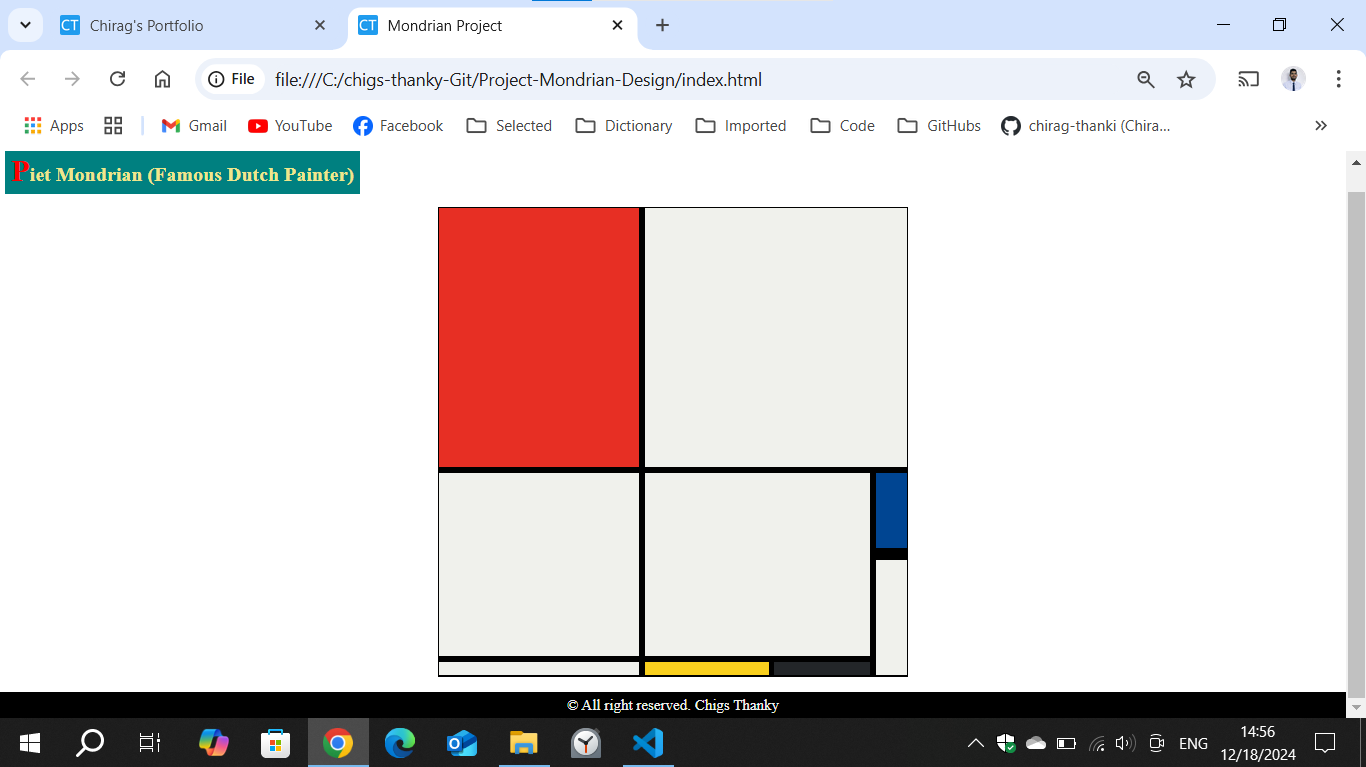 CT Chirag's Portfolio
CT Mondrian Project
File file:///C:/chigs-thanky-Git/Project-Mondrian-Design/index.html
Apps Gmail YouTube Facebook Selected Dictionary Imported Code GitHubs chirag-thanki (Chira...
Piet Mondrian (Famous Dutch Painter)
© All right reserved. Chigs Thanky
ENG
14:56
12/18/2024